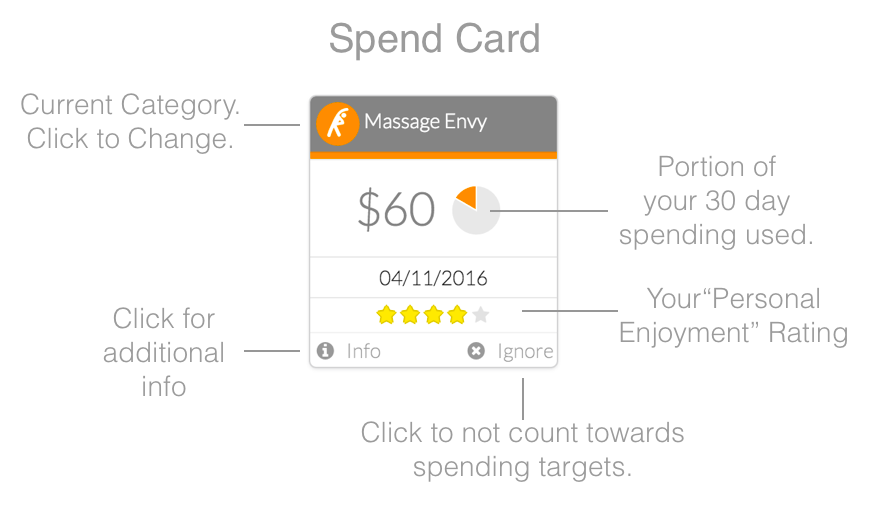 Spend Card
Current Category.
Click to Change.
Massage Envy
$60
Portion of
your 30 day
spending used.
04/11/2016
Your“Personal
Enjoyment” Rating
Click for
additional
info
Info
Ignore
Click to not count towards
spending targets.